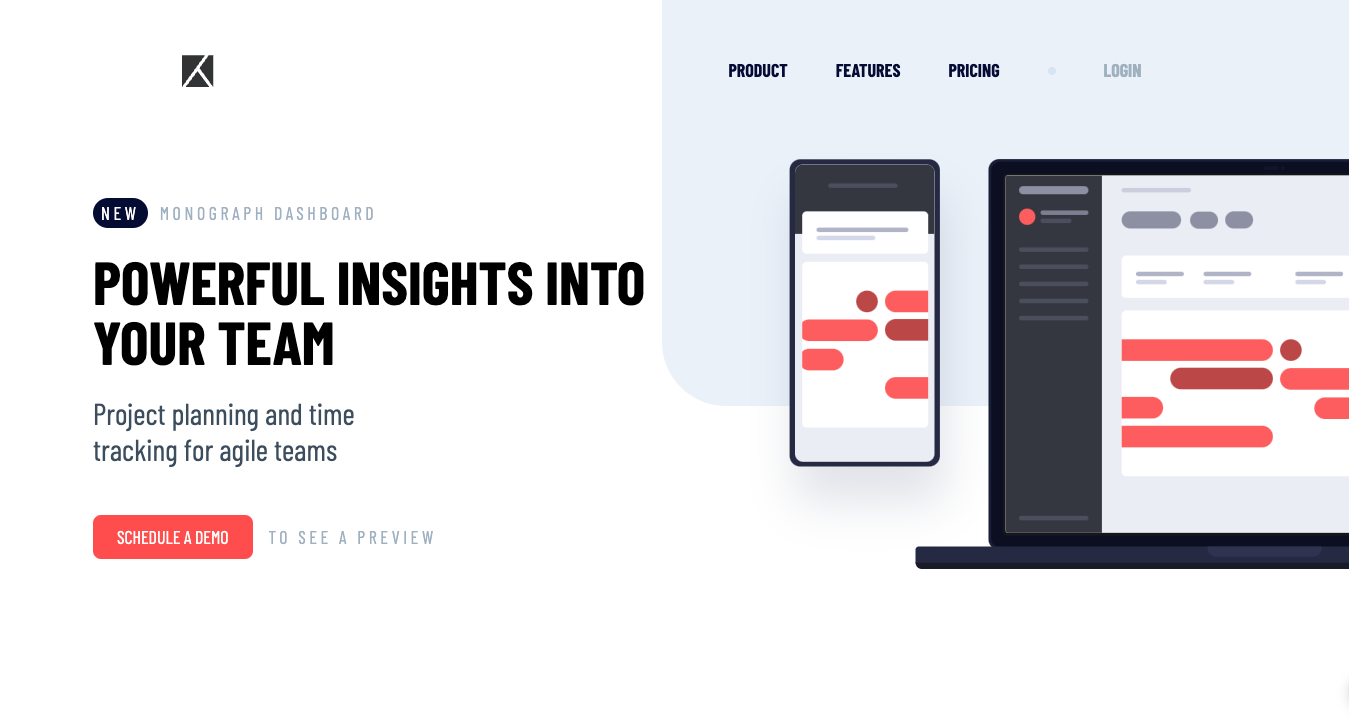 PRODUCT FEATURES PRICING LOGIN
NEW MONOGRAPH DASHBOARD
POWERFUL INSIGHTS INTO
YOUR TEAM
Project planning and time
tracking for agile teams
SCHEDULE A DEMO TO SEE A PREVIEW